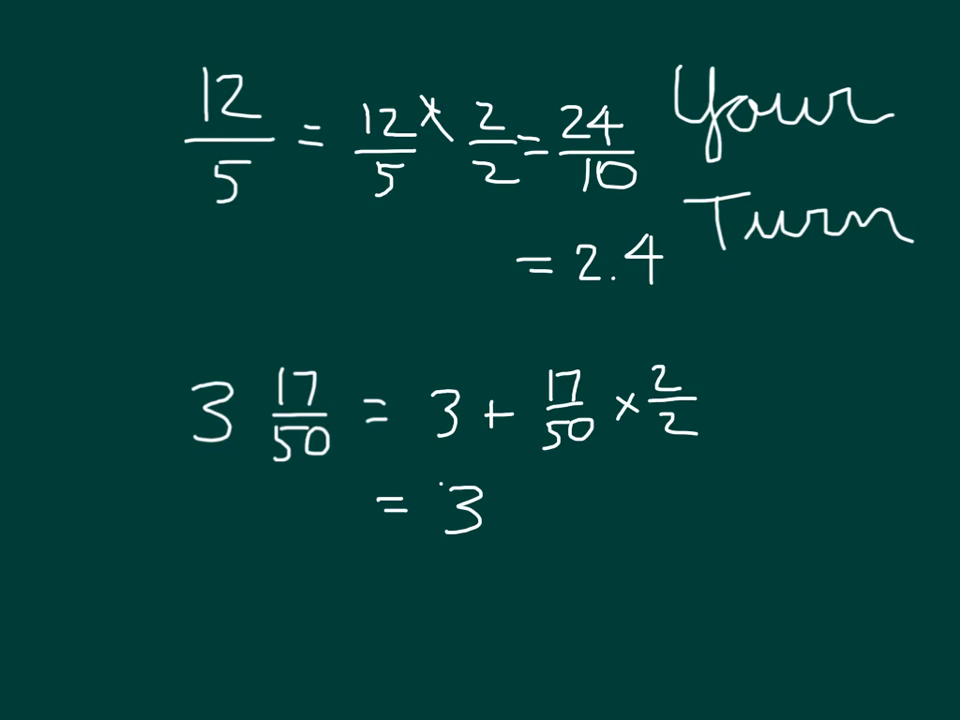 12/5 = 12/5 × 2/2 = 24/10
= 2.4
Your
Turn
3 17/50 = 3 + 17/50 × 2/2
= 3